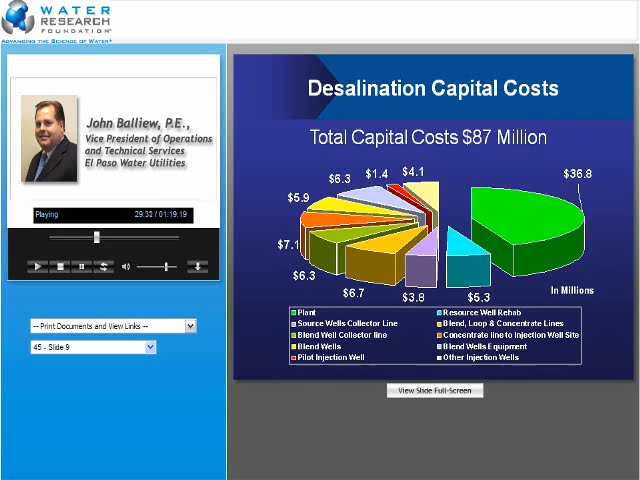 WATER
RESEARCH
FOUNDATION
ADVANCING THE SCIENCE OF WATER®
John Balliew, P.E.,
Vice President of Operations
and Technical Services
El Paso Water Utilities
Playing 29:32 / 01:19:19
-- Print Documents and View Links --
45 - Slide 9
Desalination Capital Costs
Total Capital Costs $87 Million
$36.8
$4.1
$1.4
$6.3
$5.9
$7.1
$6.3
$6.7
$3.8
$5.3
In Millions
Plant
Resource Well Rehab
Source Wells Collector Line
Blend, Loop & Concentrate Lines
Blend Well Collector line
Concentrate line to Injection Well Site
Blend Wells
Blend Wells Equipment
Pilot Injection Well
Other Injection Wells
View Slide Full-Screen